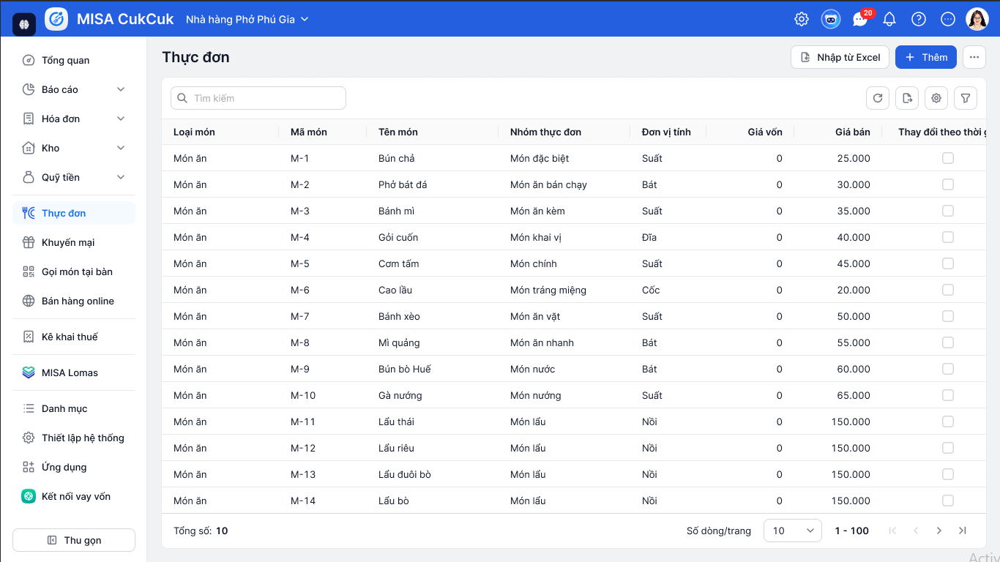 MISA CukCuk Nhà hàng Phở Phú Gia 20
Tổng quan
Báo cáo
Hóa đơn
Kho
Quỹ tiền
Thực đơn
Khuyến mại
Gọi món tại bàn
Bán hàng online
Kê khai thuế
MISA Lomas
Danh mục
Thiết lập hệ thống
Ứng dụng
Kết nối vay vốn
Thu gọn
Thực đơn Nhập từ Excel Thêm
Tìm kiếm
Loại món Mã món Tên món Nhóm thực đơn Đơn vị tính Giá vốn Giá bán Thay đổi theo thời g
Món ăn M-1 Bún chả Món đặc biệt Suất 0 25.000
Món ăn M-2 Phở bát đá Món ăn bán chạy Bát 0 30.000
Món ăn M-3 Bánh mì Món ăn kèm Suất 0 35.000
Món ăn M-4 Gỏi cuốn Món khai vị Đĩa 0 40.000
Món ăn M-5 Cơm tấm Món chính Suất 0 45.000
Món ăn M-6 Cao lầu Món tráng miệng Cốc 0 20.000
Món ăn M-7 Bánh xèo Món ăn vặt Suất 0 50.000
Món ăn M-8 Mì quảng Món ăn nhanh Bát 0 55.000
Món ăn M-9 Bún bò Huế Món nước Bát 0 60.000
Món ăn M-10 Gà nướng Món nướng Suất 0 65.000
Món ăn M-11 Lẩu thái Món lẩu Nồi 0 150.000
Món ăn M-12 Lẩu riêu Món lẩu Nồi 0 150.000
Món ăn M-13 Lẩu đuôi bò Món lẩu Nồi 0 150.000
Món ăn M-14 Lẩu bò Món lẩu Nồi 0 150.000
Tổng số: 10 Số dòng/trang 10 1 - 100
Activ